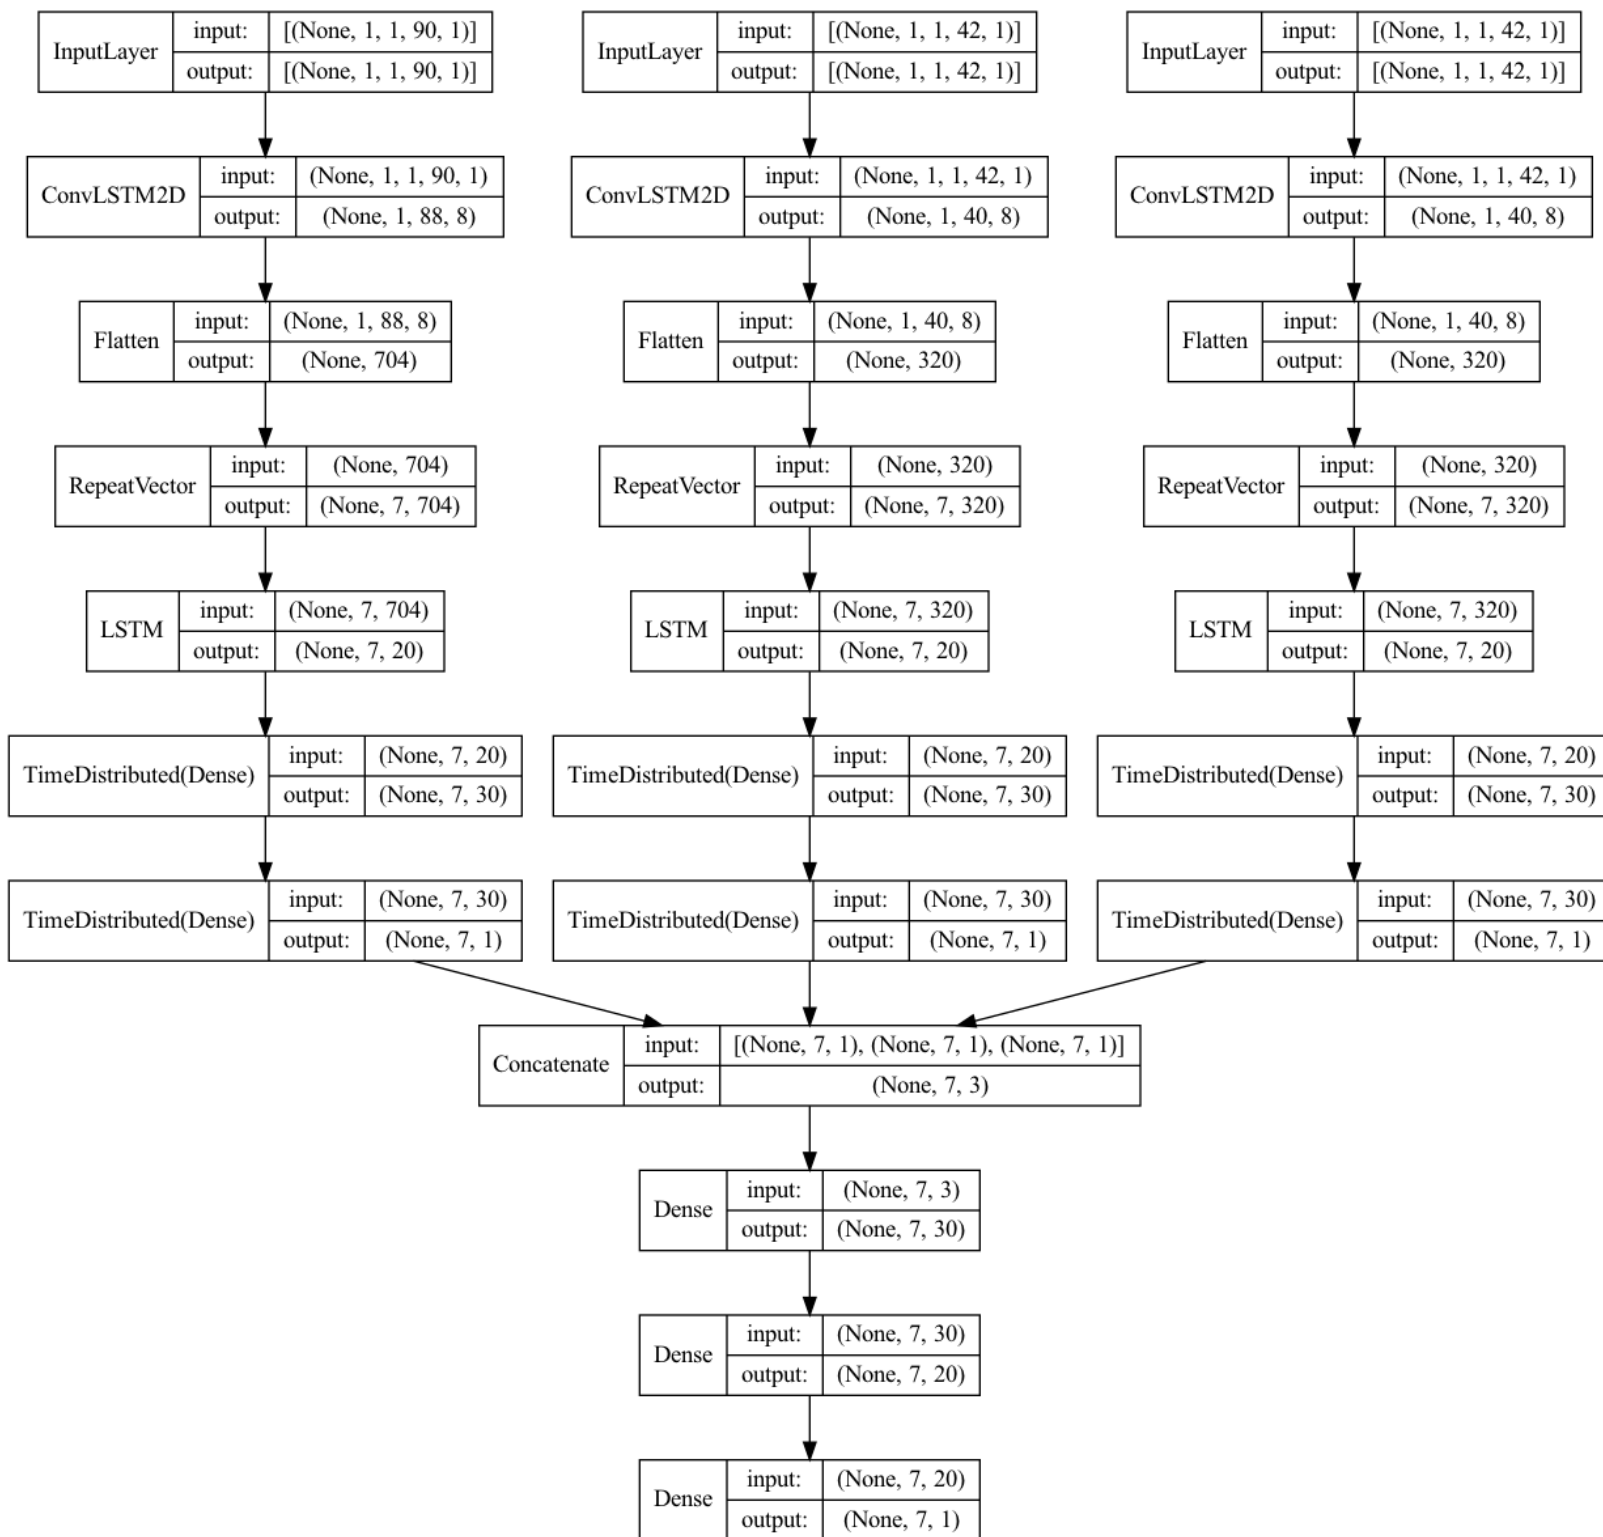 InputLayer input: [(None, 1, 1, 90, 1)]
output: [(None, 1, 1, 90, 1)]
InputLayer input: [(None, 1, 1, 42, 1)]
output: [(None, 1, 1, 42, 1)]
InputLayer input: [(None, 1, 1, 42, 1)]
output: [(None, 1, 1, 42, 1)]
ConvLSTM2D input: (None, 1, 1, 90, 1)
output: (None, 1, 88, 8)
ConvLSTM2D input: (None, 1, 1, 42, 1)
output: (None, 1, 40, 8)
ConvLSTM2D input: (None, 1, 1, 42, 1)
output: (None, 1, 40, 8)
Flatten input: (None, 1, 88, 8)
output: (None, 704)
Flatten input: (None, 1, 40, 8)
output: (None, 320)
Flatten input: (None, 1, 40, 8)
output: (None, 320)
RepeatVector input: (None, 704)
output: (None, 7, 704)
RepeatVector input: (None, 320)
output: (None, 7, 320)
RepeatVector input: (None, 320)
output: (None, 7, 320)
LSTM input: (None, 7, 704)
output: (None, 7, 20)
LSTM input: (None, 7, 320)
output: (None, 7, 20)
LSTM input: (None, 7, 320)
output: (None, 7, 20)
TimeDistributed(Dense) input: (None, 7, 20)
output: (None, 7, 30)
TimeDistributed(Dense) input: (None, 7, 20)
output: (None, 7, 30)
TimeDistributed(Dense) input: (None, 7, 20)
output: (None, 7, 30)
TimeDistributed(Dense) input: (None, 7, 30)
output: (None, 7, 1)
TimeDistributed(Dense) input: (None, 7, 30)
output: (None, 7, 1)
TimeDistributed(Dense) input: (None, 7, 30)
output: (None, 7, 1)
Concatenate input: [(None, 7, 1), (None, 7, 1), (None, 7, 1)]
output: (None, 7, 3)
Dense input: (None, 7, 3)
output: (None, 7, 30)
Dense input: (None, 7, 30)
output: (None, 7, 20)
Dense input: (None, 7, 20)
output: (None, 7, 1)